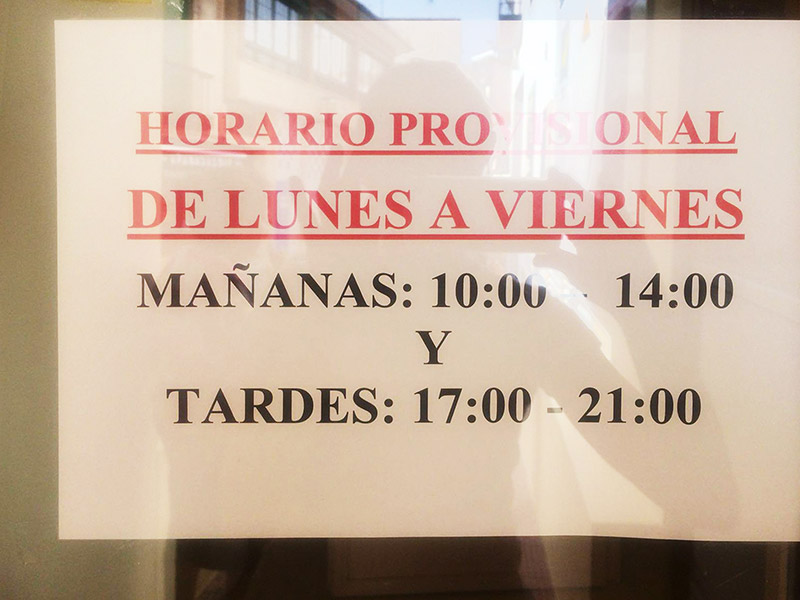 HORARIO PROVISIONAL
DE LUNES A VIERNES
MAÑANAS: 10:00 - 14:00
Y
TARDES: 17:00 - 21:00